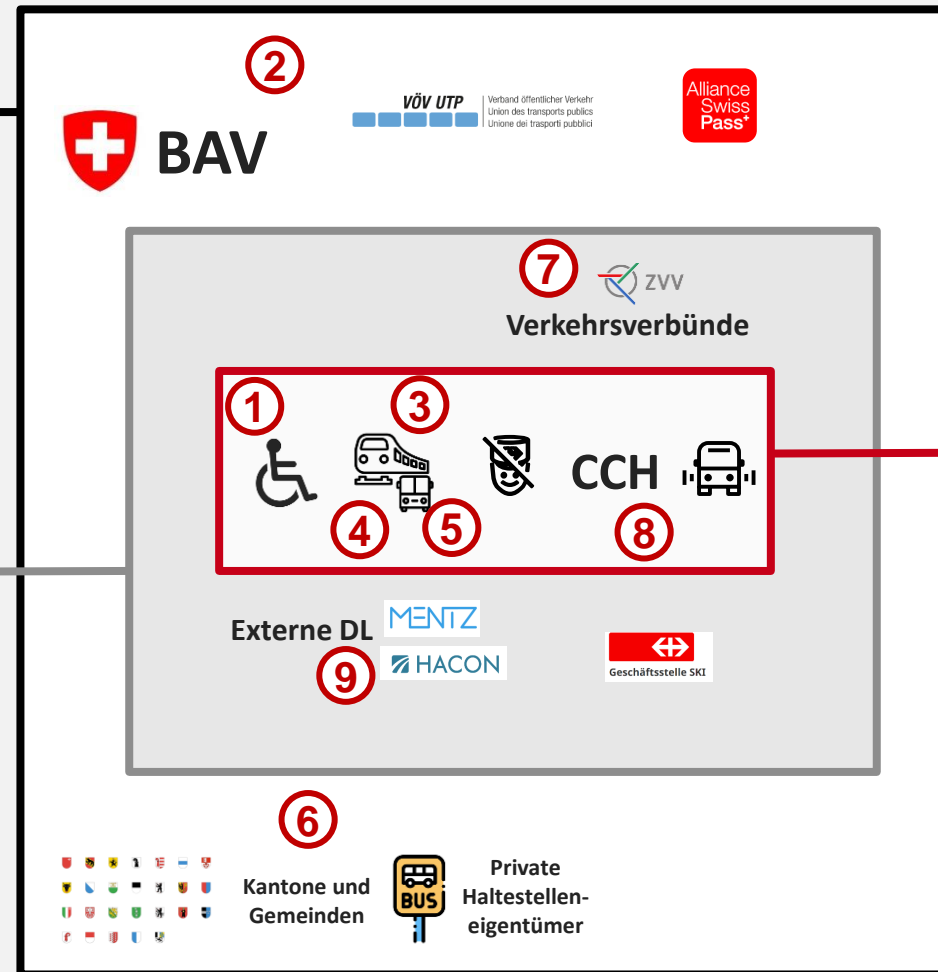 2
BAV
VÖV UTP
Verband öffentlicher Verkehr
Union des transports publics
Unione dei trasporti pubblici
Alliance
Swiss
Pass+
7
ZVV
Verkehrsverbünde
1
3
CCH
4
5
8
Externe DL
MENTZ
9
HACON
Geschäftsstelle SKI
6
Kantone und
Gemeinden
BUS
Private
Haltestellen-
eigentümer